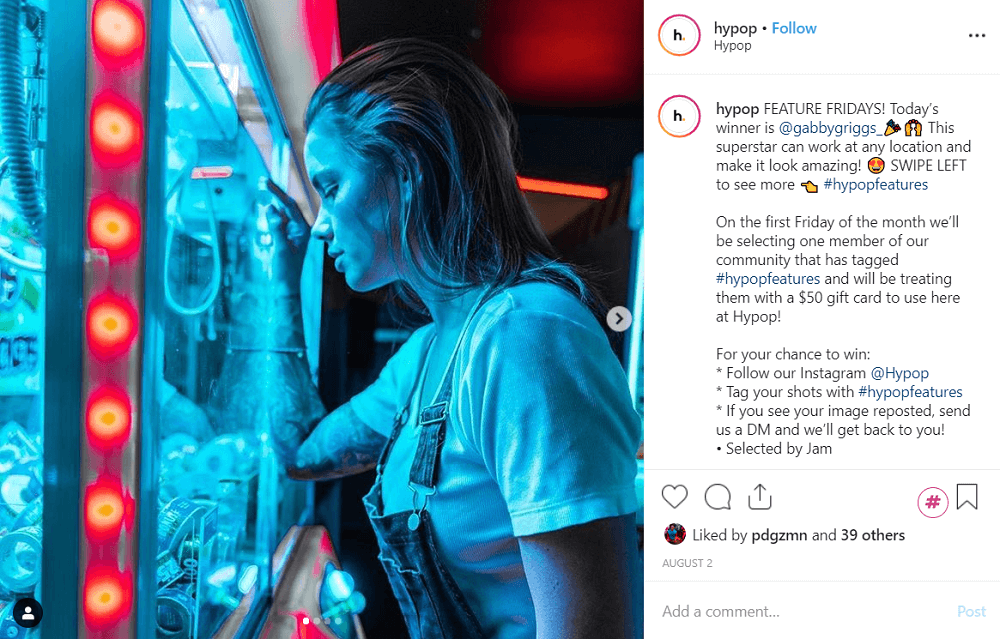 h.
hypop • Follow
Hypop
h.
hypop FEATURE FRIDAYS! Today's
winner is @gabbygriggs_🎉🙌 This
superstar can work at any location and
make it look amazing! 😍 SWIPE LEFT
to see more 👈 #hypopfeatures
On the first Friday of the month we'll
be selecting one member of our
community that has tagged
#hypopfeatures and will be treating
them with a $50 gift card to use here
at Hypop!
For your chance to win:
* Follow our Instagram @Hypop
* Tag your shots with #hypopfeatures
* If you see your image reposted, send
us a DM and we'll get back to you!
• Selected by Jam
#
Liked by pdgzmn and 39 others
AUGUST 2
Add a comment...
Post